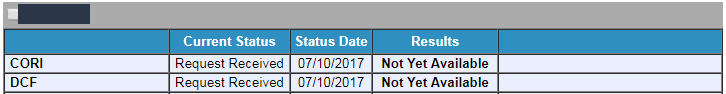 Current Status Status Date Results
CORI Request Received 07/10/2017 Not Yet Available
DCF Request Received 07/10/2017 Not Yet Available